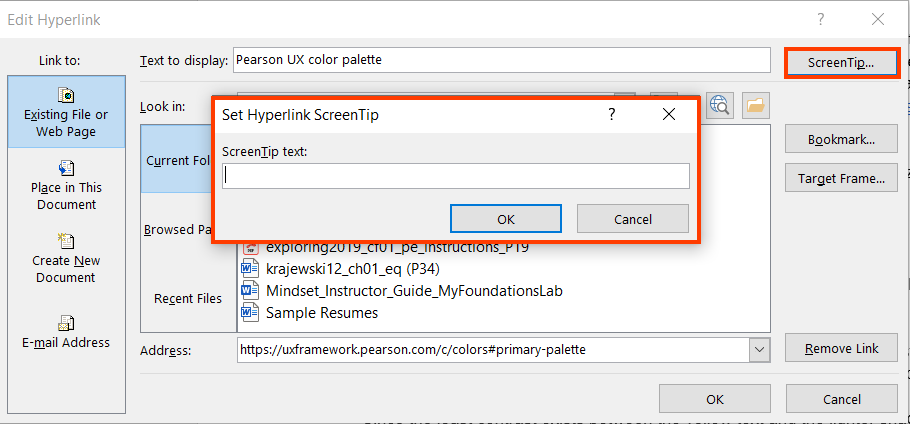 Edit Hyperlink
?
Link to:
Text to display:
Pearson UX color palette
ScreenTip...
Existing File or
Web Page
Look in:
Set Hyperlink ScreenTip
?
ScreenTip text:
OK
Cancel
Bookmark...
Target Frame...
Current Fol
Place in This
Document
Browsed Pa
Create New
Document
Recent Files
exploring2019_cf01_pe_instructions_P19
krajewski12_ch01_eq (P34)
Mindset_Instructor_Guide_MyFoundationsLab
Sample Resumes
E-mail Address
Address:
https://uxframework.pearson.com/c/colors#primary-palette
Remove Link
OK
Cancel